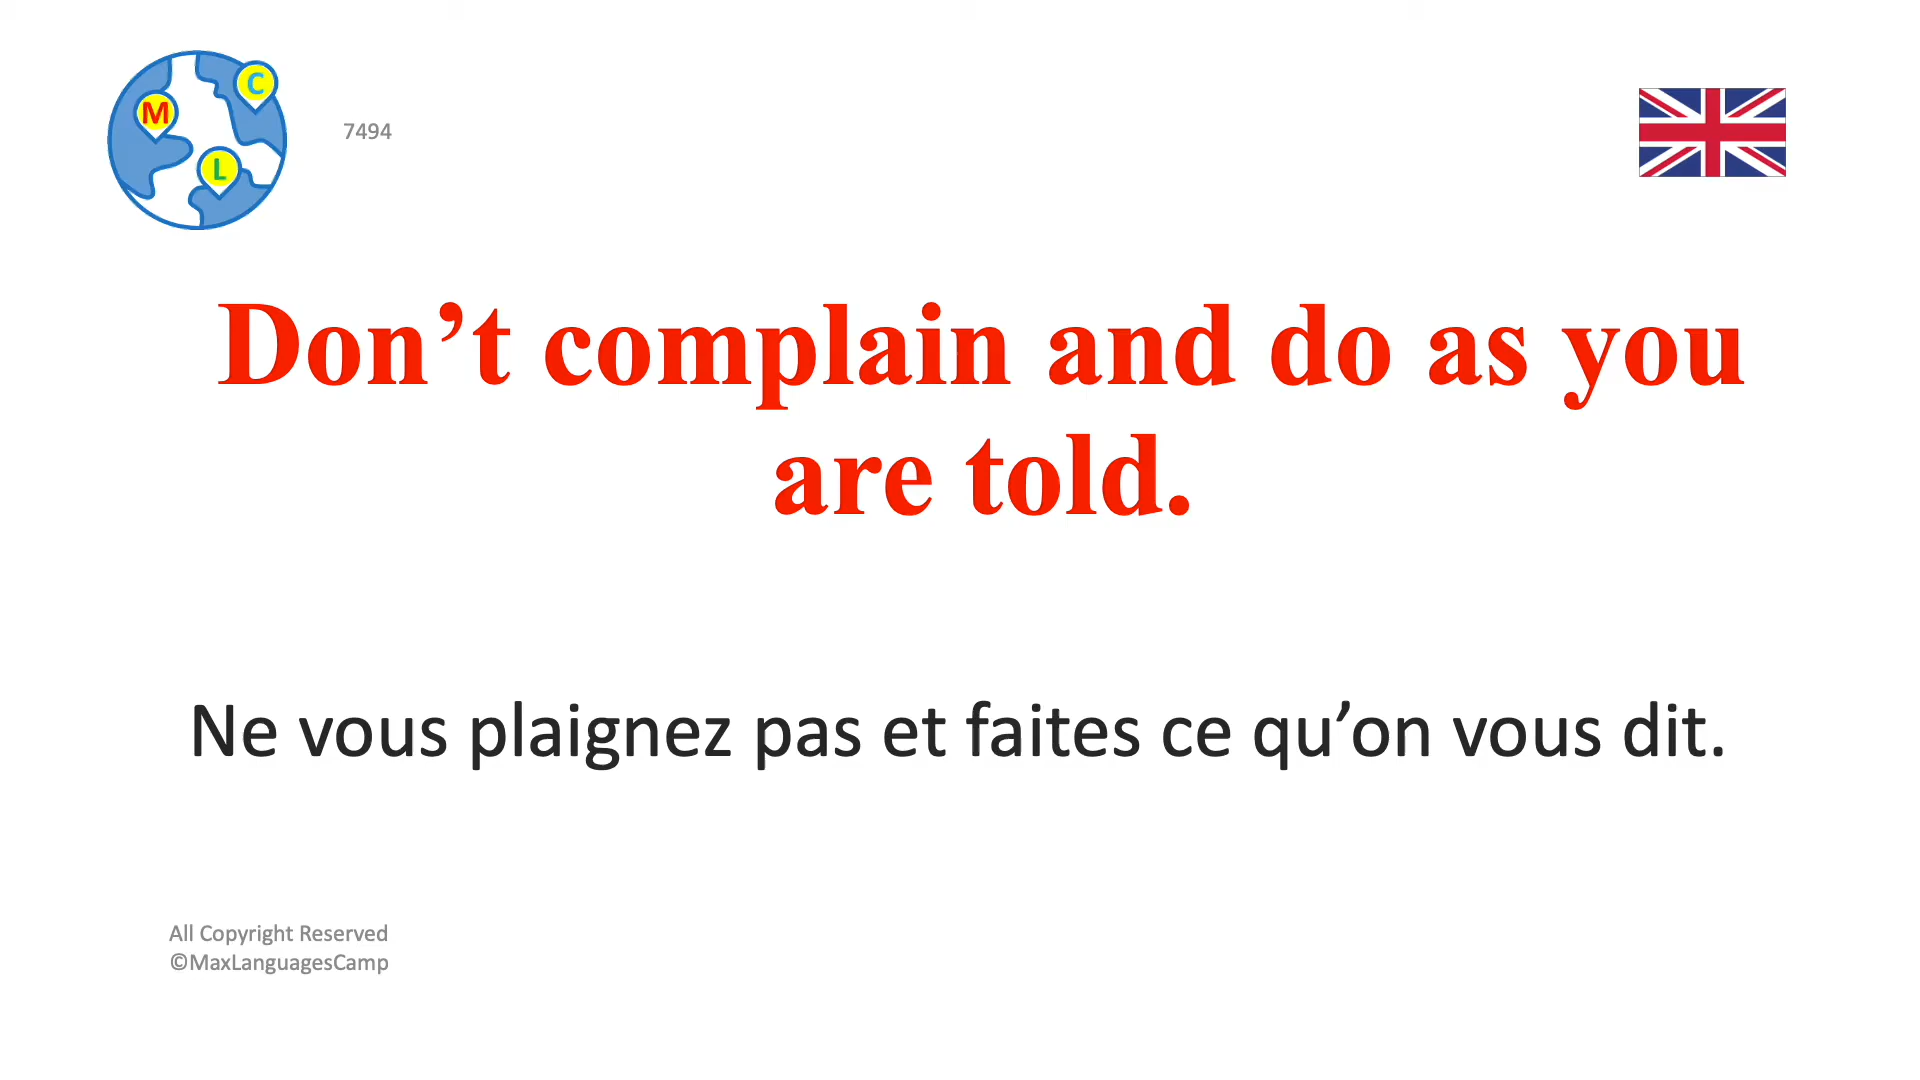 M
C
L
7494
Don’t complain and do as you
are told.
Ne vous plaignez pas et faites ce qu’on vous dit.
All Copyright Reserved
©MaxLanguagesCamp